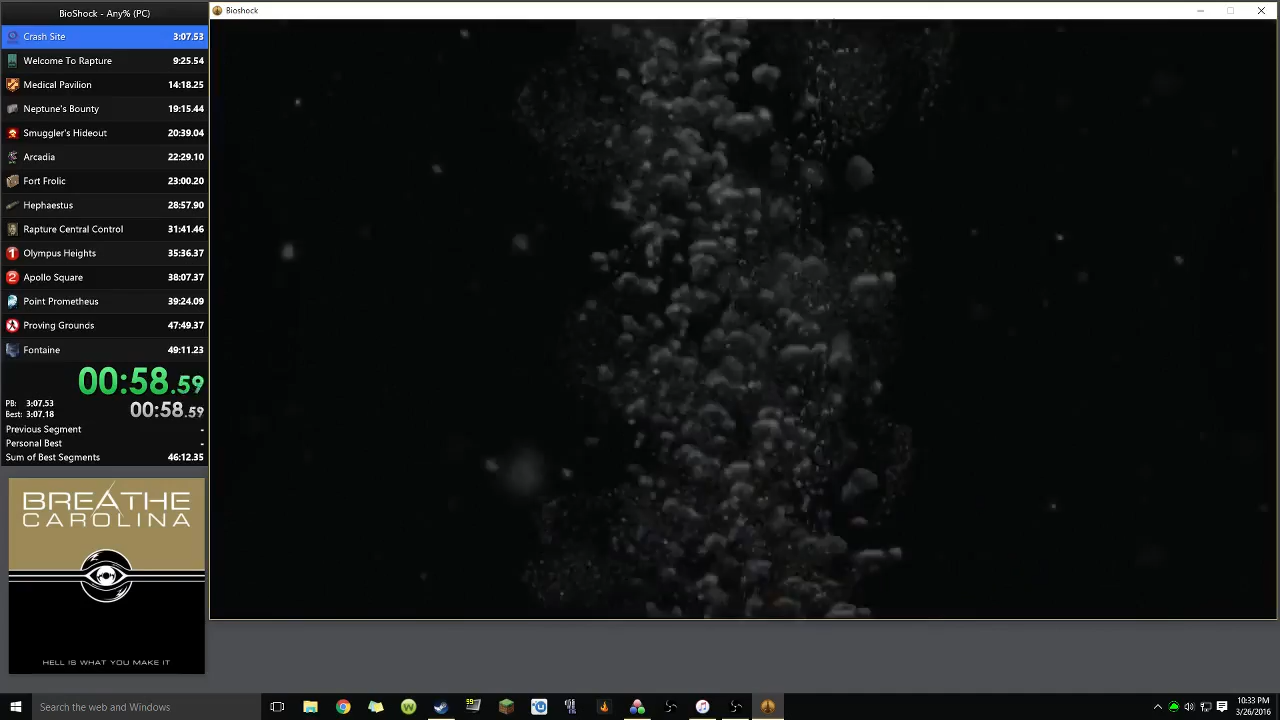 BioShock - Any% (PC)
Crash Site 3:07.53
Welcome To Rapture 9:25.54
Medical Pavilion 14:18.25
Neptune's Bounty 19:15.44
Smuggler's Hideout 20:39.04
Arcadia 22:29.10
Fort Frolic 23:00.20
Hephaestus 28:57.90
Rapture Central Control 31:41.46
Olympus Heights 35:36.37
Apollo Square 38:07.37
Point Prometheus 39:24.09
Proving Grounds 47:49.37
Fontaine 49:11.23
00:58.59
PB: 3:07.53
Best: 3:07.18
00:58.59
Previous Segment -
Personal Best -
Sum of Best Segments 46:12.35
BREATHE
CAROLINA
HELL IS WHAT YOU MAKE IT
Bioshock
Search the web and Windows
10:33 PM
3/26/2016